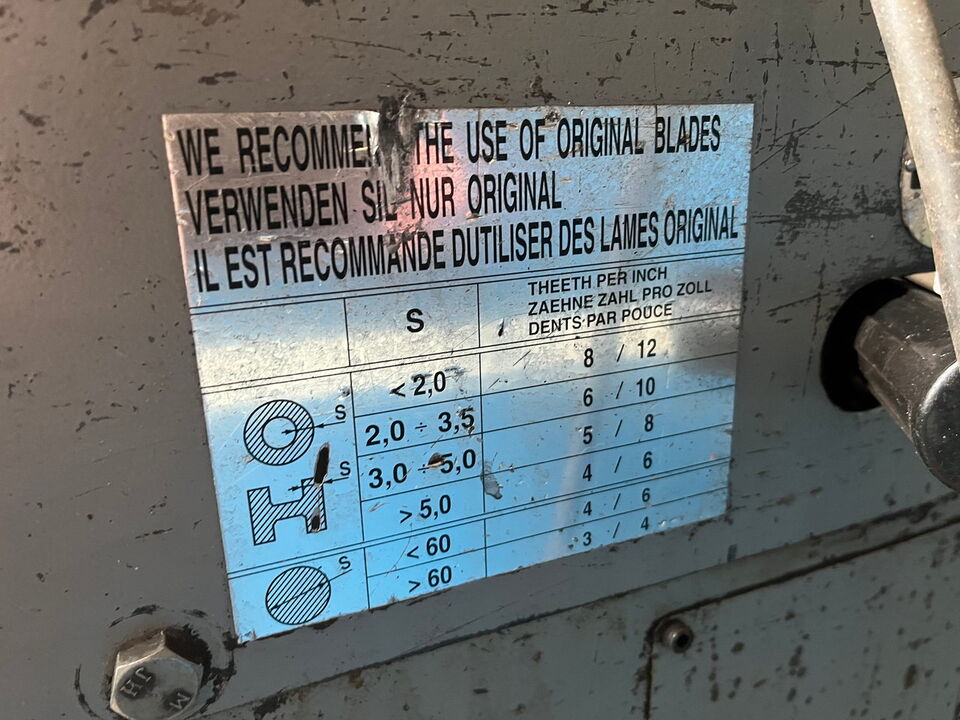 WE RECOMMEN THE USE OF ORIGINAL BLADES
VERWENDEN SIE NUR ORIGINAL
IL EST RECOMMANDE DUTILISER DES LAMES ORIGINAL
S
THEETH PER INCH
ZAEHNE ZAHL PRO ZOLL
DENTS PAR POUCE
< 2,0 8 / 12
S
2,0 ÷ 3,5 6 / 10
3,0 ÷ 5,0 5 / 8
S
> 5,0 4 / 6
< 60 4 / 6
S
> 60 3 / 4
JH
M